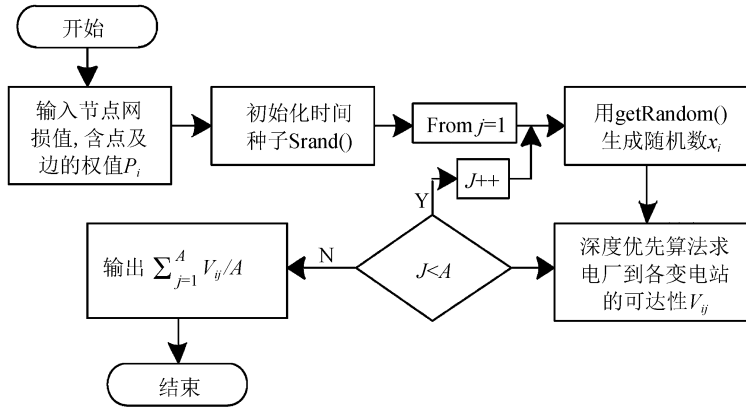 开始
输入节点网
损值,含点及
边的权值Pi
初始化时间
种子Srand()
From j=1
用getRandom()
生成随机数xi
J++
Y
J<A
N
输出 ∑_{j=1}^{A} V_{ij}/A
深度优先算法求
电厂到各变电站
的可达性Vij
结束